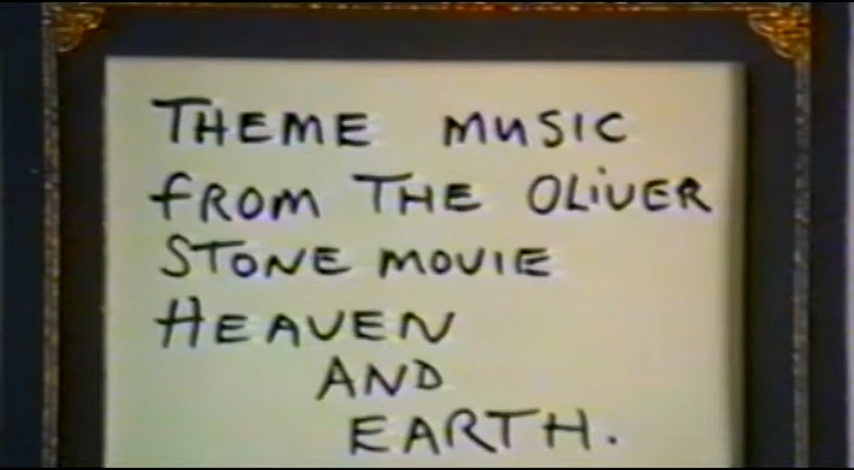 THEME MUSIC
FROM THE OLiVER
STONE MOVIE
HEAVEN
AND
EARTH.